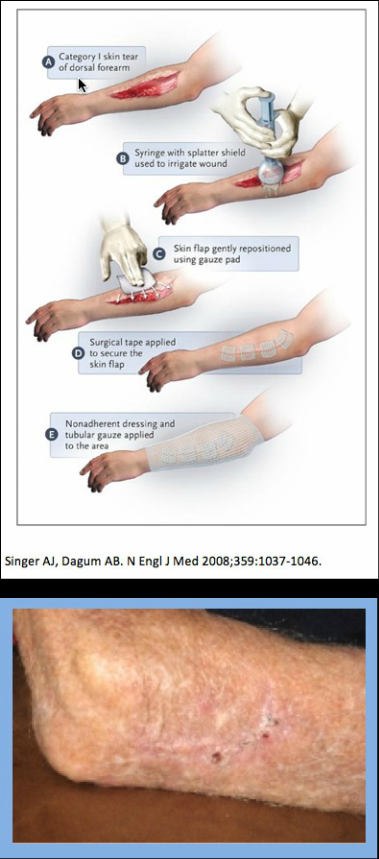 A
Category I skin tear
of dorsal forearm
B
Syringe with splatter shield
used to irrigate wound
C
Skin flap gently repositioned
using gauze pad
D
Surgical tape applied
to secure the
skin flap
E
Nonadherent dressing and
tubular gauze applied
to the area
Singer AJ, Dagum AB. N Engl J Med 2008;359:1037-1046.